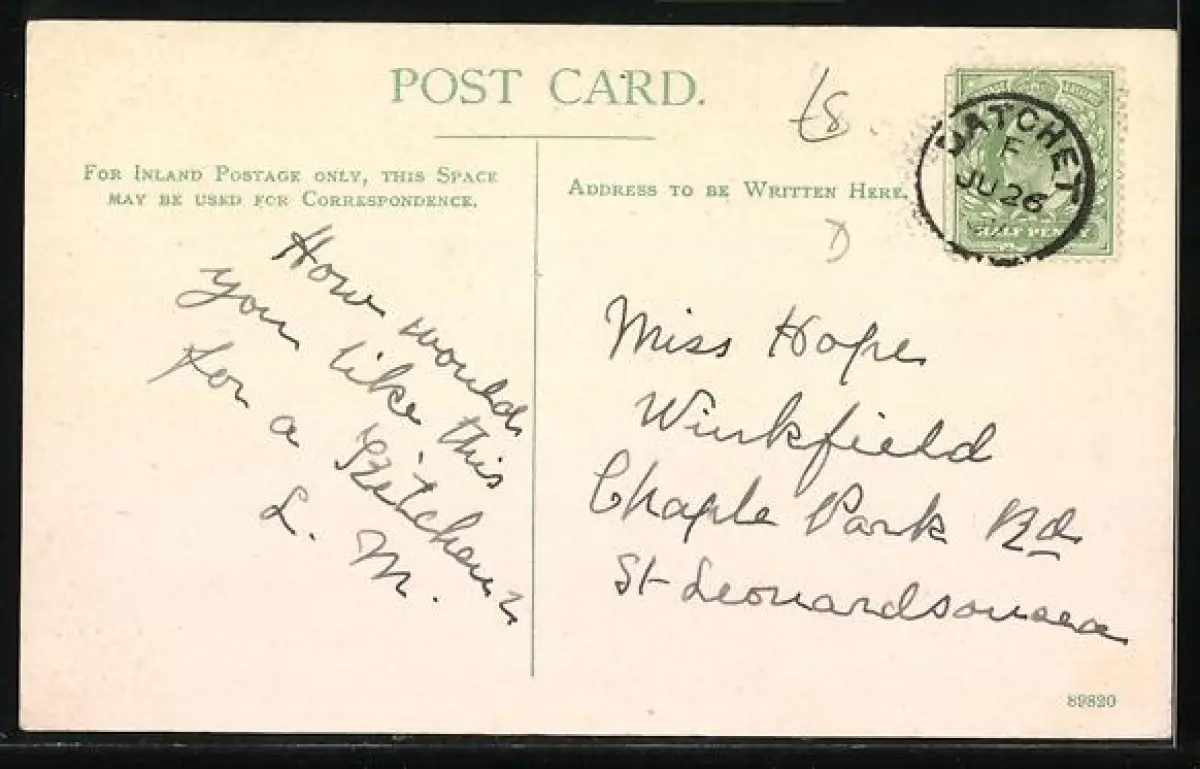 POST CARD.
£8.
FOR INLAND POSTAGE ONLY, THIS SPACE
MAY BE USED FOR CORRESPONDENCE.
ADDRESS TO BE WRITTEN HERE.
DATCHET
F
JU 26
HALF PENNY
D
How would
you like this
for a Kitchen?
L. M.
Miss Hope
Winkfield
Chaple Park Rd
St Leonardsonsea
89820